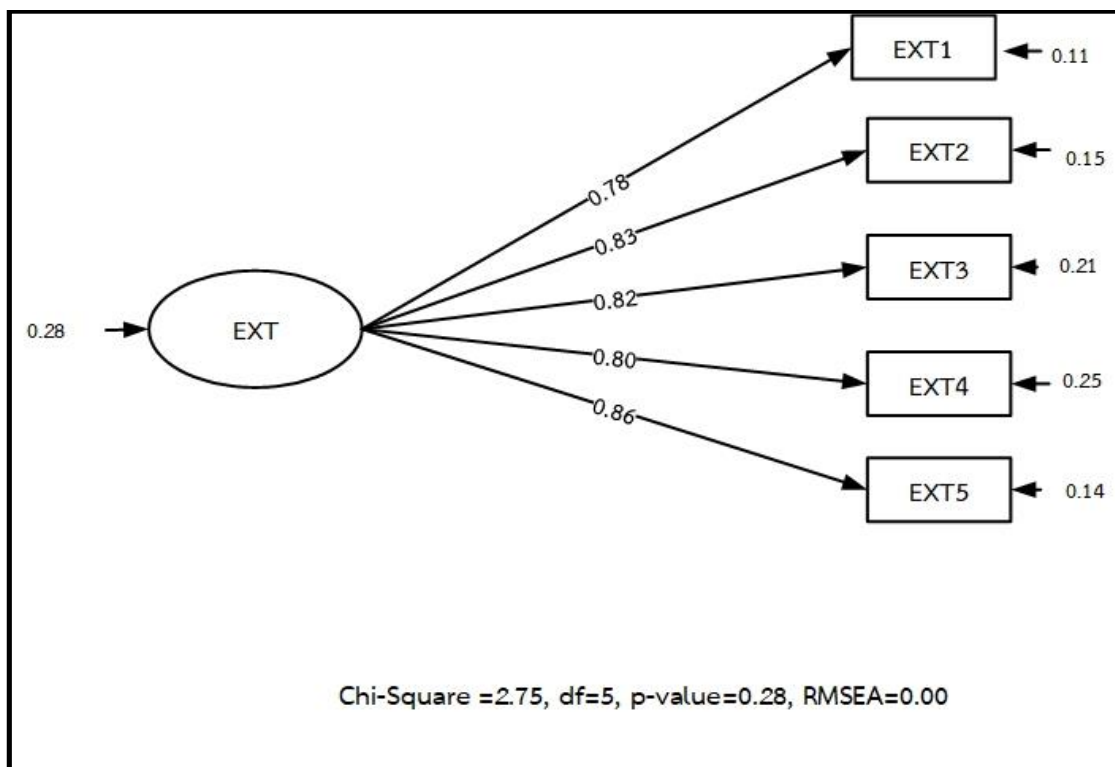 EXT1
0.11
EXT2
0.15
0.78
0.83
EXT3
0.21
0.82
0.28
EXT
0.80
EXT4
0.25
0.86
EXT5
0.14
Chi-Square =2.75, df=5, p-value=0.28, RMSEA=0.00